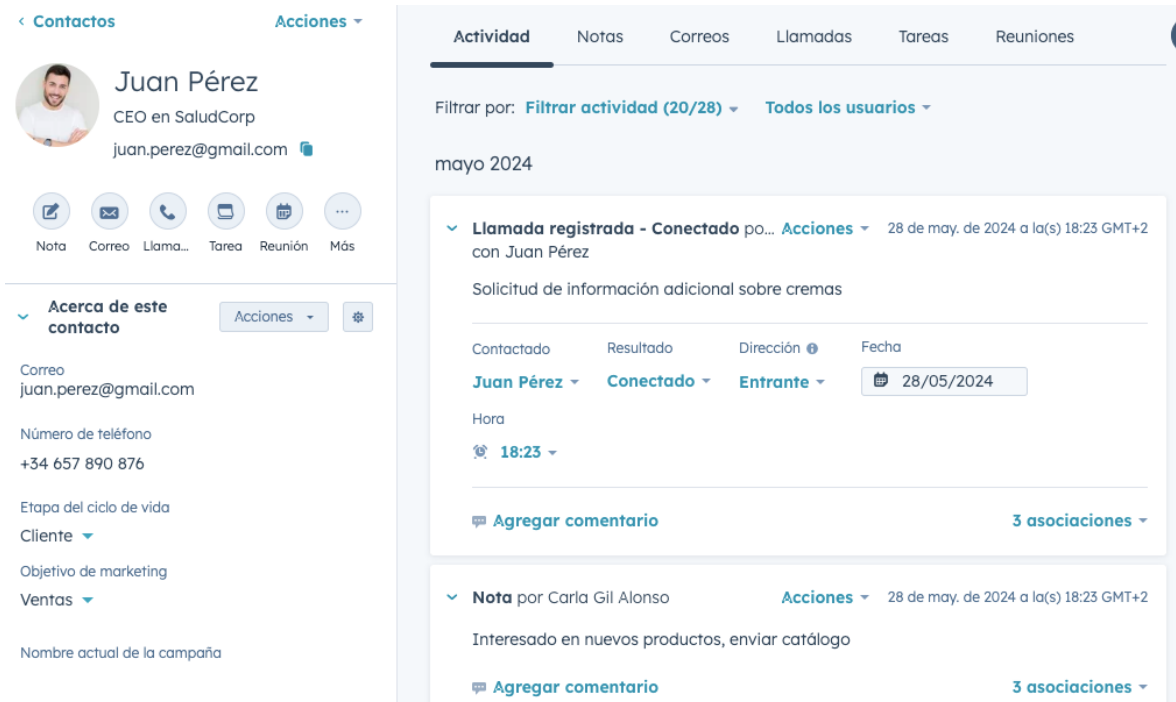 Contactos
Acciones
Juan Pérez
CEO en SaludCorp
juan.perez@gmail.com
Nota
Correo
Llama...
Tarea
Reunión
Más
Acerca de este
contacto
Acciones
Correo
juan.perez@gmail.com
Número de teléfono
+34 657 890 876
Etapa del ciclo de vida
Cliente
Objetivo de marketing
Ventas
Nombre actual de la campaña
Actividad
Notas
Correos
Llamadas
Tareas
Reuniones
Filtrar por: Filtrar actividad (20/28) Todos los usuarios
mayo 2024
Llamada registrada - Conectado po... Acciones 28 de may. de 2024 a la(s) 18:23 GMT+2
con Juan Pérez
Solicitud de información adicional sobre cremas
Contactado
Resultado
Dirección
Fecha
Juan Pérez
Conectado
Entrante
28/05/2024
Hora
18:23
Agregar comentario
3 asociaciones
Nota por Carla Gil Alonso Acciones 28 de may. de 2024 a la(s) 18:23 GMT+2
Interesado en nuevos productos, enviar catálogo
Agregar comentario
3 asociaciones